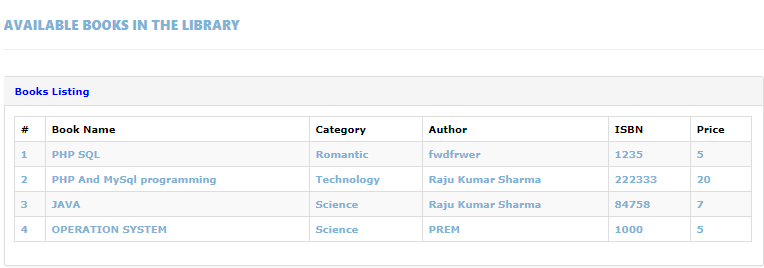 AVAILABLE BOOKS IN THE LIBRARY
Books Listing
# Book Name Category Author ISBN Price
1 PHP SQL Romantic fwdfrwer 1235 5
2 PHP And MySql programming Technology Raju Kumar Sharma 222333 20
3 JAVA Science Raju Kumar Sharma 84758 7
4 OPERATION SYSTEM Science PREM 1000 5